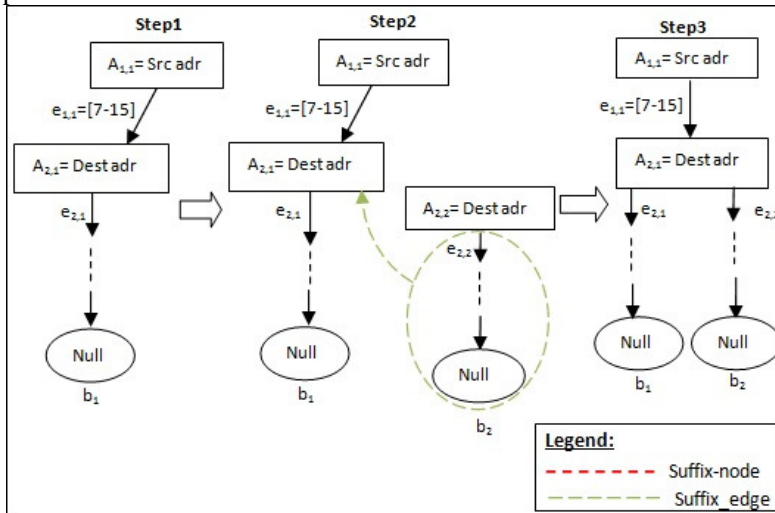 Step1
A1,1= Src adr
e1,1=[7-15]
A2,1= Dest adr
e2,1
Null
b1
Step2
A1,1= Src adr
e1,1=[7-15]
A2,1= Dest adr
e2,1
Null
b1
A2,2= Dest adr
e2,2
Null
b2
Step3
A1,1= Src adr
e1,1=[7-15]
A2,1= Dest adr
e2,1
e2,2
Null
Null
b1
b2
Legend:
Suffix-node
Suffix_edge